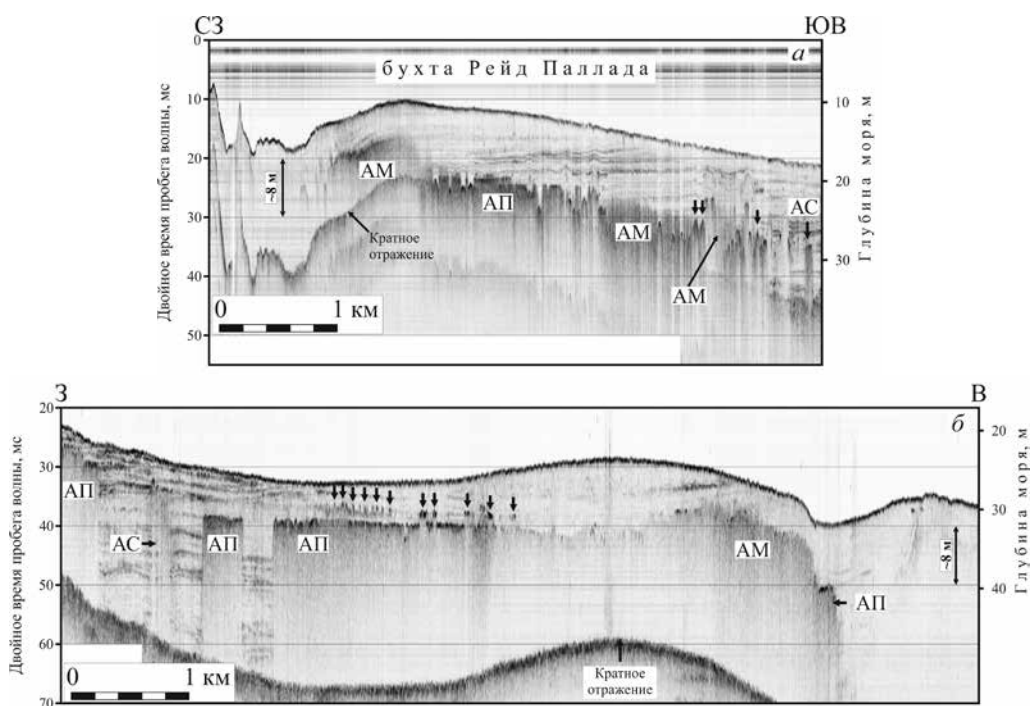 СЗ
ЮВ
а
бухта Рейд Паллада
Двойное время пробега волны, мс
0
10
20
30
40
50
Глубина моря, м
10
20
30
~8 м
АМ
АП
АМ
АС
АМ
Кратное
отражение
0 1 км
З
В
б
Двойное время пробега волны, мс
20
30
40
50
60
70
Глубина моря, м
20
30
40
АП
АС
АП
АП
АМ
~8 м
АП
Кратное
отражение
0 1 км